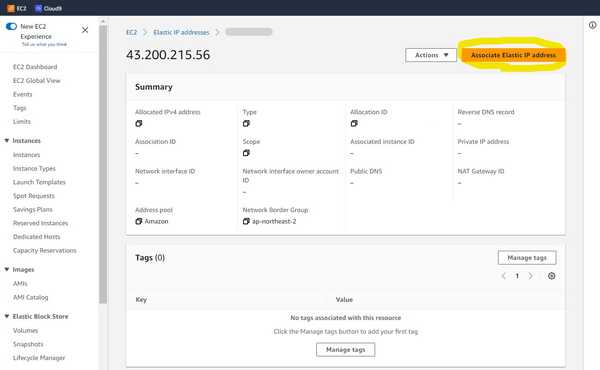 EC2 Cloud9
New EC2
Experience
Tell us what you think
EC2 Dashboard
EC2 Global View
Events
Tags
Limits
Instances
Instances
Instance Types
Launch Templates
Spot Requests
Savings Plans
Reserved Instances
Dedicated Hosts
Capacity Reservations
Images
AMIs
AMI Catalog
Elastic Block Store
Volumes
Snapshots
Lifecycle Manager
EC2 > Elastic IP addresses >
43.200.215.56
Actions ▼
Associate Elastic IP address
Summary
Allocated IPv4 address
Type
Allocation ID
Reverse DNS record
–
Association ID
–
Scope
Associated instance ID
–
Private IP address
–
Network interface ID
–
Network interface owner account
ID
–
Public DNS
–
NAT Gateway ID
–
Address pool
Amazon
Network Border Group
ap-northeast-2
Tags (0)
Manage tags
< 1 >
Key Value
No tags associated with this resource
Click the Manage tags button to add your first tag
Manage tags